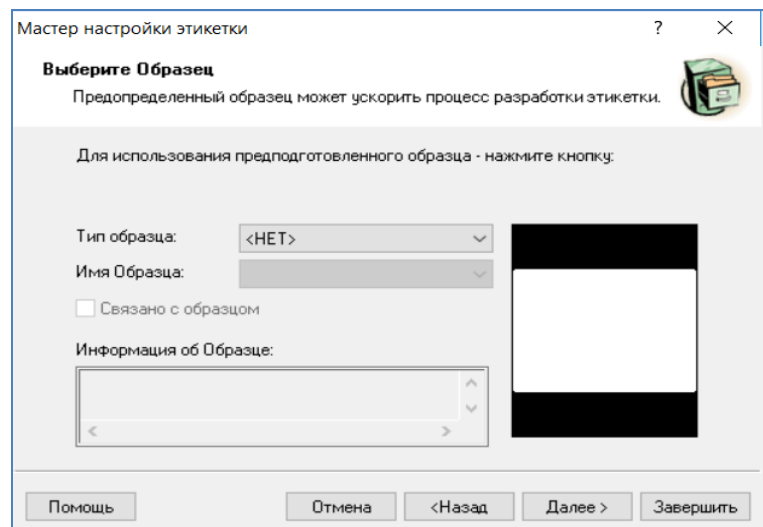 Мастер настройки этикетки
Выберите Образец
Предопределенный образец может ускорить процесс разработки этикетки.
Для использования предподготовленного образца - нажмите кнопку:
Тип образца:
<НЕТ>
Имя Образца:
Связано с образцом
Информация об Образце:
Помощь
Отмена
<Назад
Далее >
Завершить